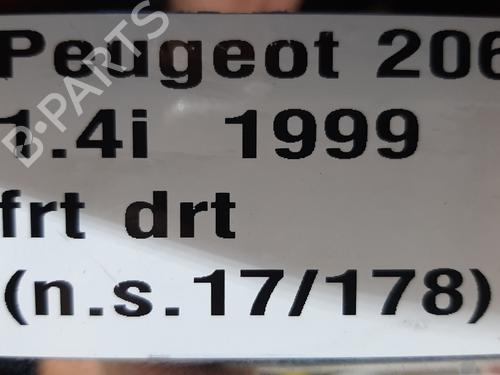 Peugeot 206
1.4i 1999
frt drt
(n.s.17/178)
B-PARTS